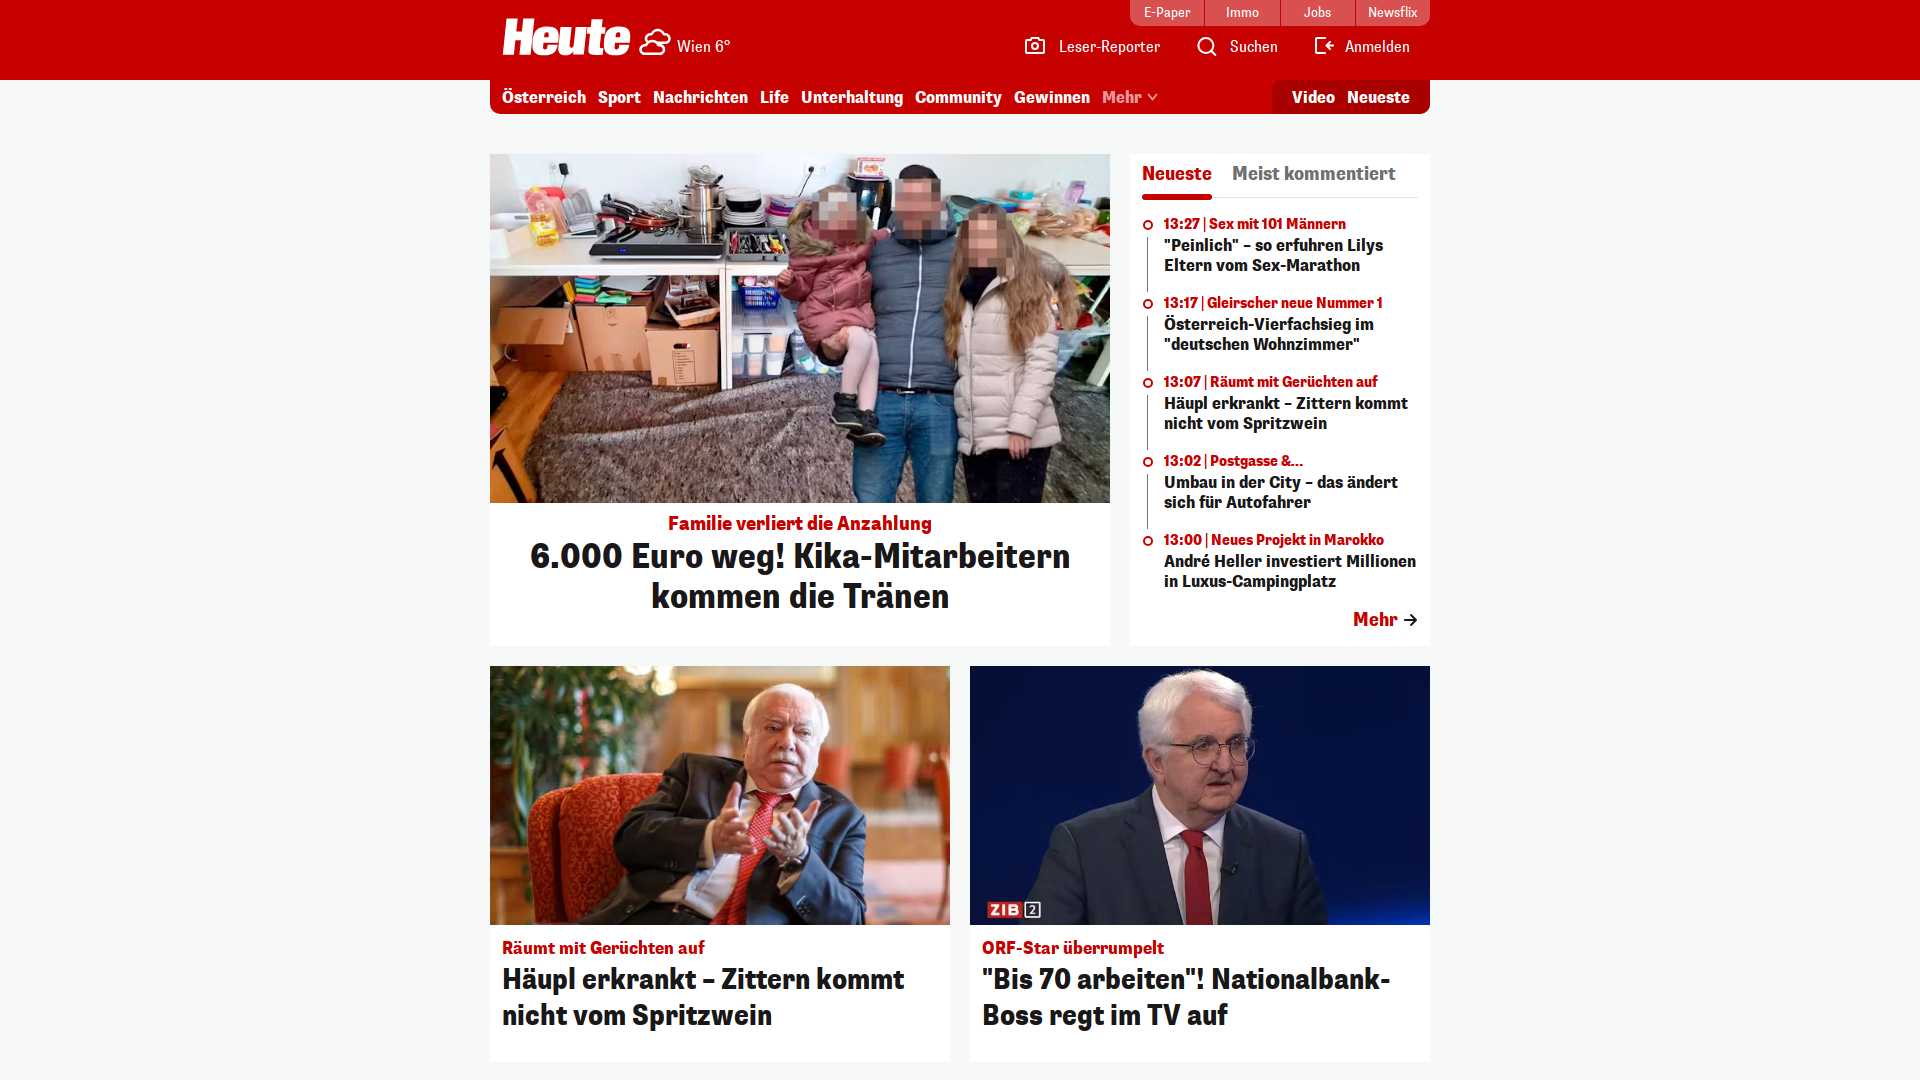 E-Paper
Immo
Jobs
Newsflix
Heute
Wien 6°
Leser-Reporter
Suchen
Anmelden
Österreich
Sport
Nachrichten
Life
Unterhaltung
Community
Gewinnen
Mehr
Video
Neueste
Familie verliert die Anzahlung
6.000 Euro weg! Kika-Mitarbeitern
kommen die Tränen
Neueste
Meist kommentiert
13:27 | Sex mit 101 Männern
"Peinlich" – so erfuhren Lilys
Eltern vom Sex-Marathon
13:17 | Gleirscher neue Nummer 1
Österreich-Vierfachsieg im
"deutschen Wohnzimmer"
13:07 | Räumt mit Gerüchten auf
Häupl erkrankt – Zittern kommt
nicht vom Spritzwein
13:02 | Postgasse &...
Umbau in der City – das ändert
sich für Autofahrer
13:00 | Neues Projekt in Marokko
André Heller investiert Millionen
in Luxus-Campingplatz
Mehr
Räumt mit Gerüchten auf
Häupl erkrankt – Zittern kommt
nicht vom Spritzwein
ZIB 2
ORF-Star überrumpelt
"Bis 70 arbeiten"! Nationalbank-
Boss regt im TV auf